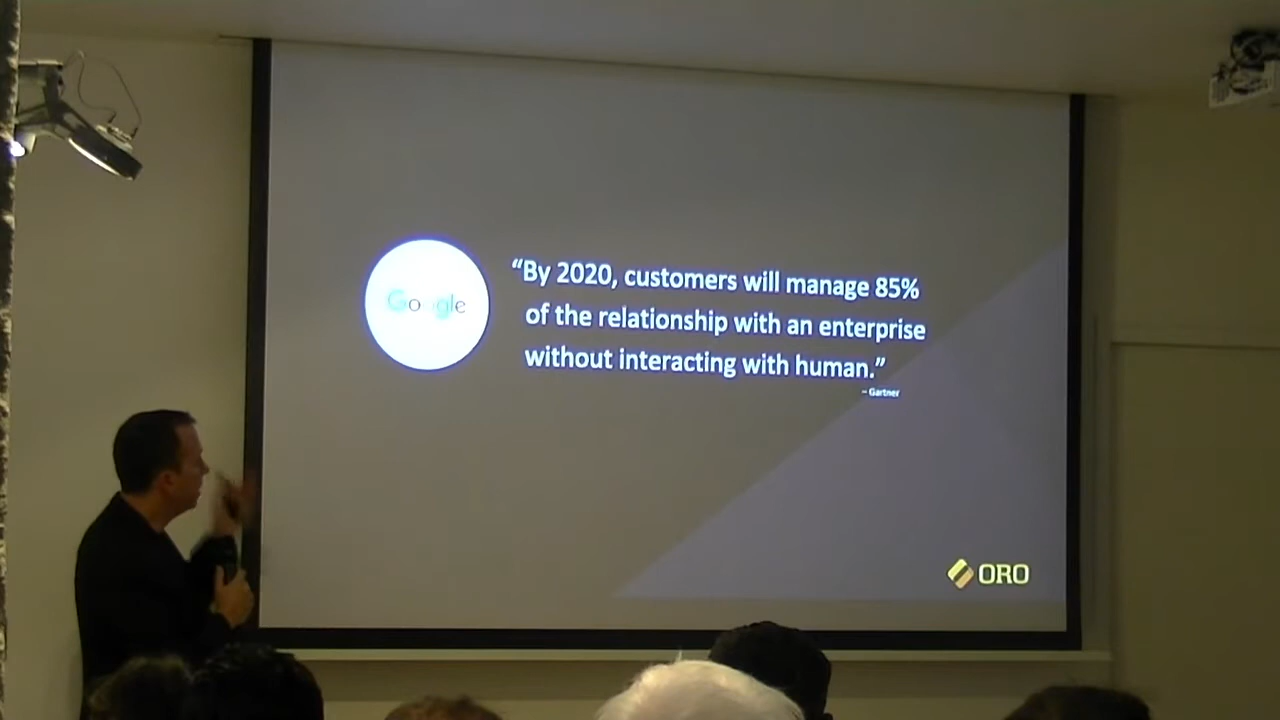 Google
“By 2020, customers will manage 85%
of the relationship with an enterprise
without interacting with human.”
– Gartner
ORO